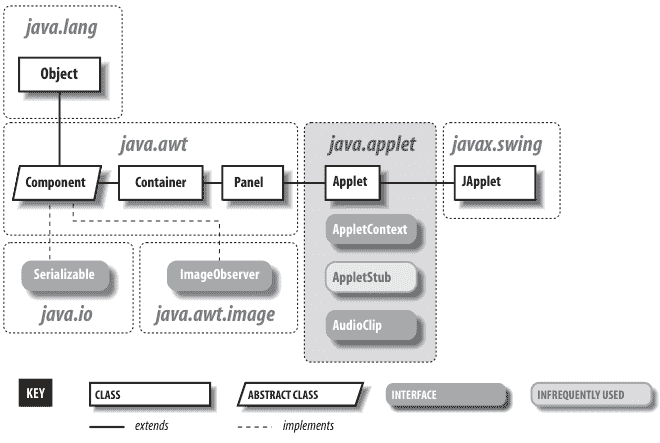 java.lang
Object
java.awt
java.applet
javax.swing
Component
Container
Panel
Applet
JApplet
AppletContext
Serializable
ImageObserver
AppletStub
java.io
java.awt.image
AudioClip
KEY
CLASS
ABSTRACT CLASS
INTERFACE
INFREQUENTLY USED
extends
implements